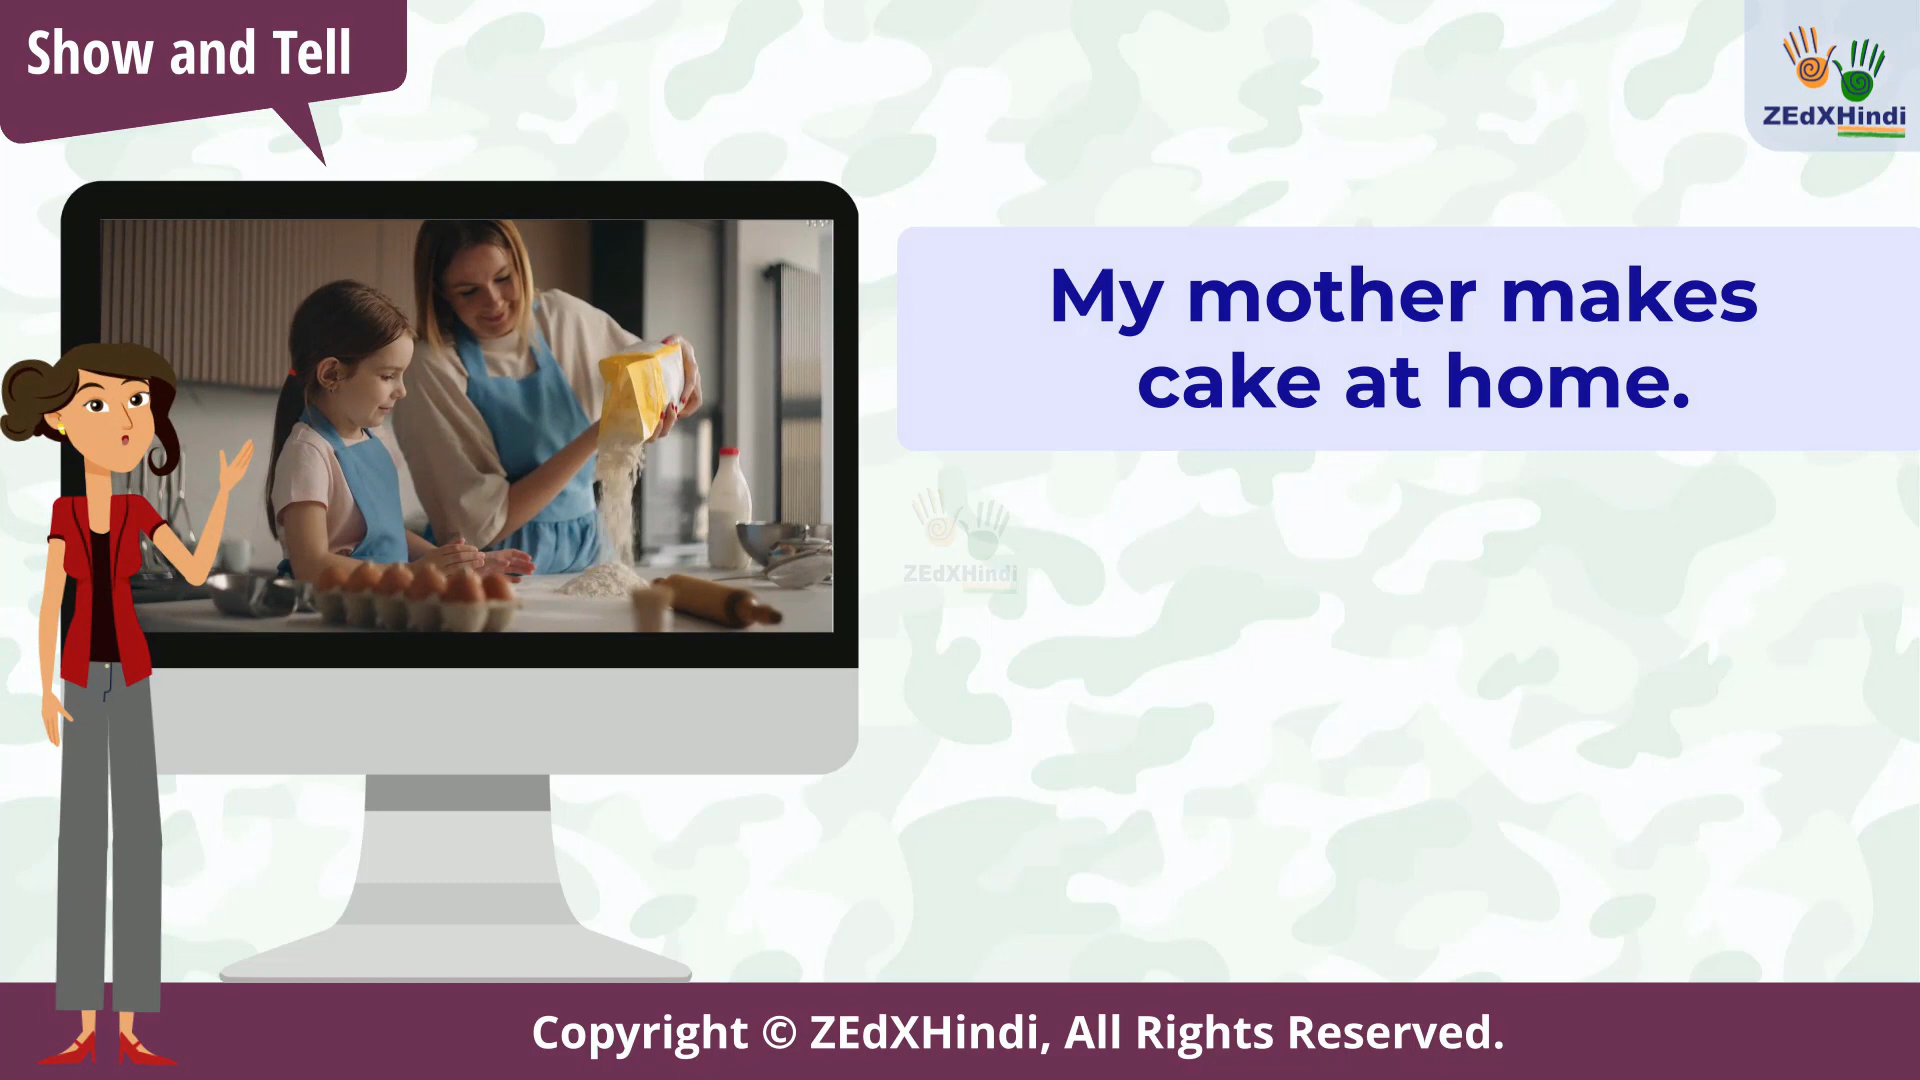 Show and Tell
ZEdXHindi
My mother makes
cake at home.
ZEdXHindi
Copyright © ZEdXHindi, All Rights Reserved.